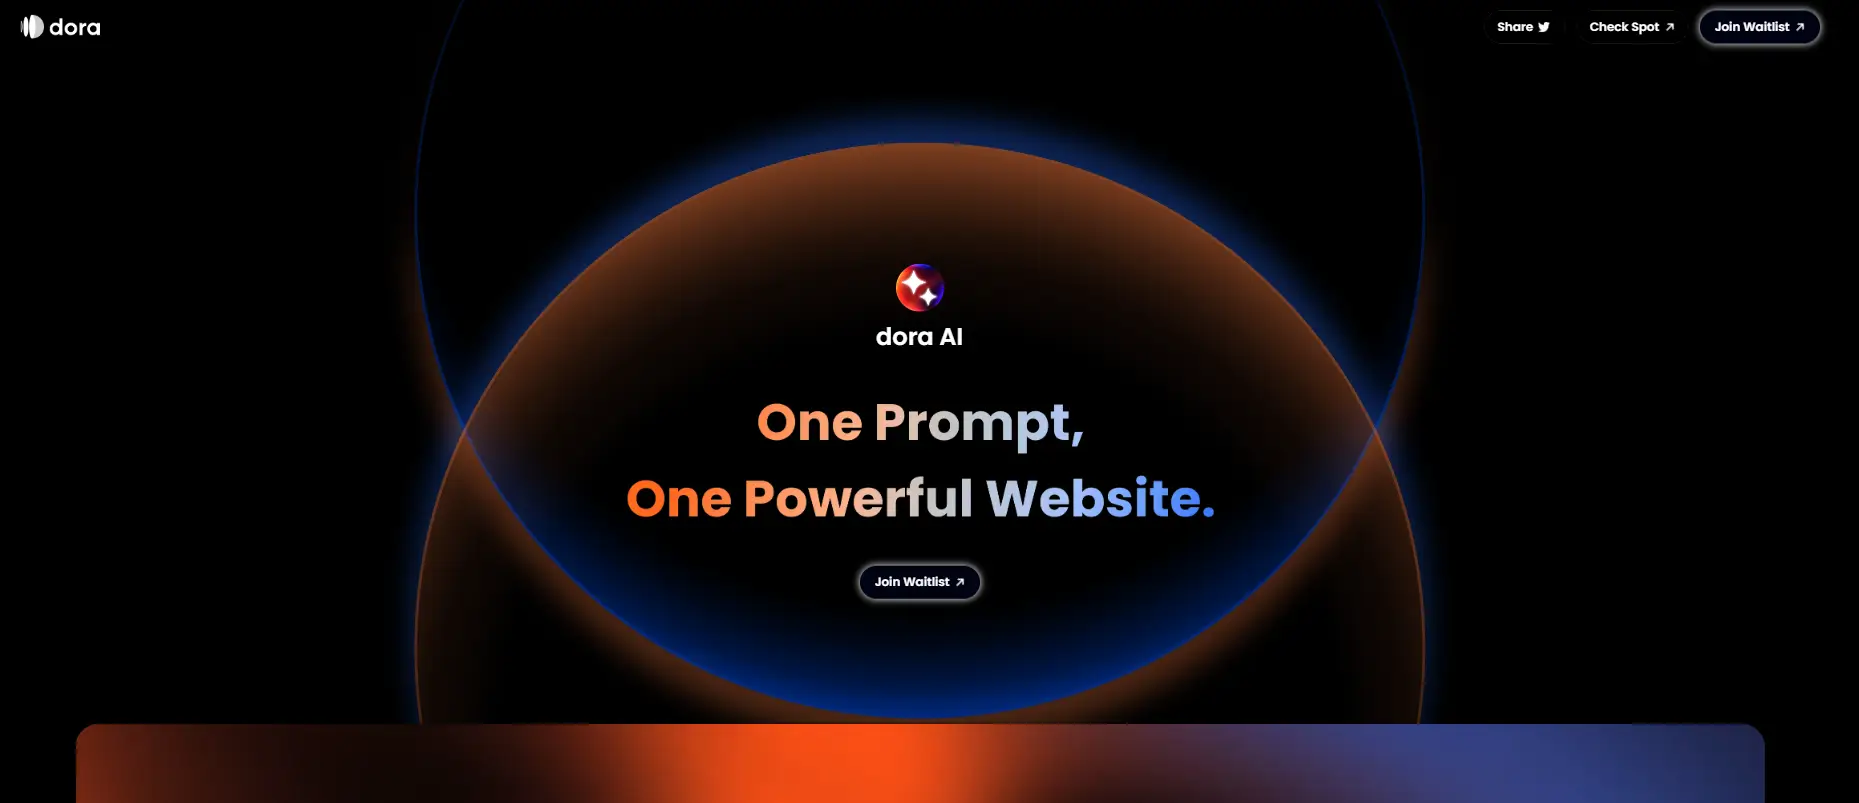 dora
Share
Check Spot
Join Waitlist
dora AI
One Prompt,
One Powerful Website.
Join Waitlist